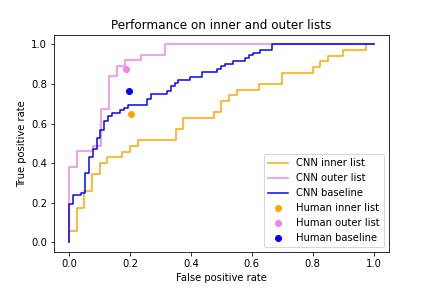 Performance on inner and outer lists
True positive rate
1.0
0.8
0.6
0.4
0.2
0.0
CNN inner list
CNN outer list
CNN baseline
Human inner list
Human outer list
Human baseline
0.0 0.2 0.4 0.6 0.8 1.0
False positive rate